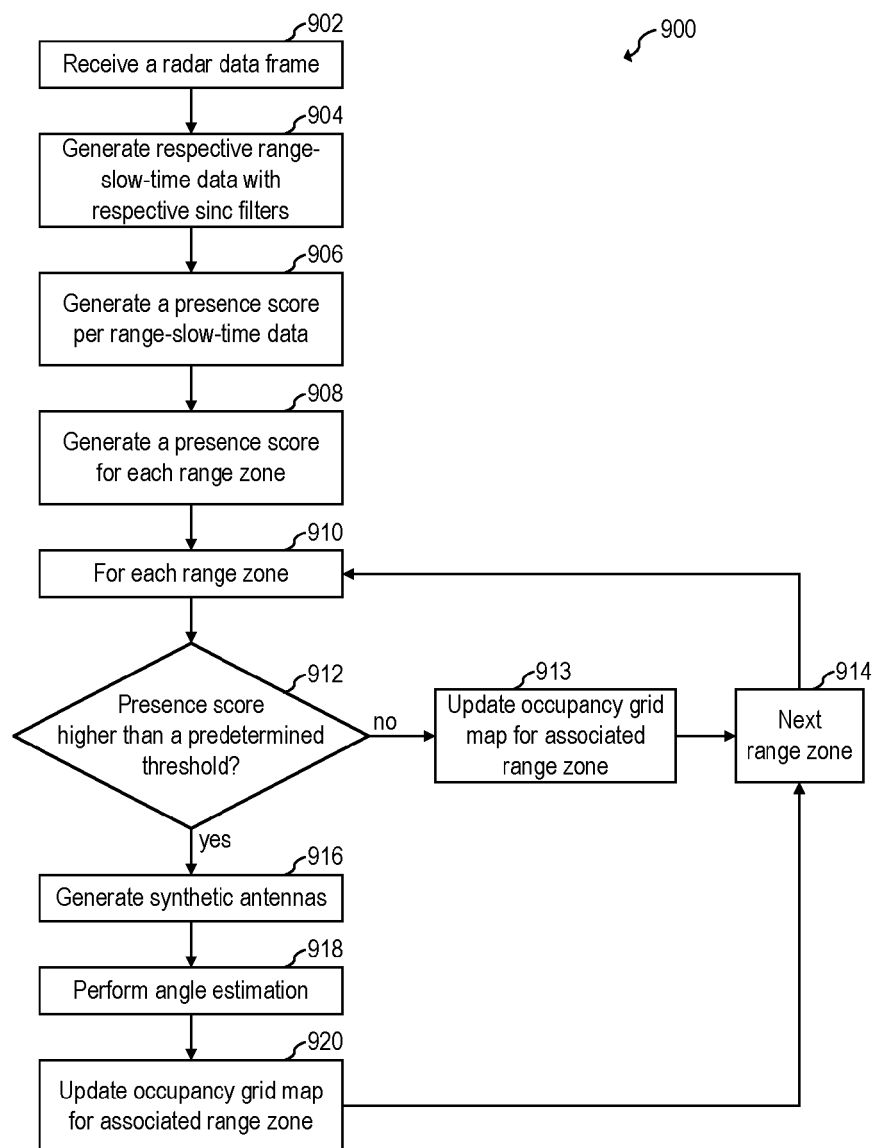 902
900
Receive a radar data frame
904
Generate respective range-
slow-time data with
respective sinc filters
906
Generate a presence score
per range-slow-time data
908
Generate a presence score
for each range zone
910
For each range zone
912
Presence score
higher than a predetermined
threshold?
no
913
Update occupancy grid
map for associated
range zone
914
Next
range zone
yes
916
Generate synthetic antennas
918
Perform angle estimation
920
Update occupancy grid map
for associated range zone